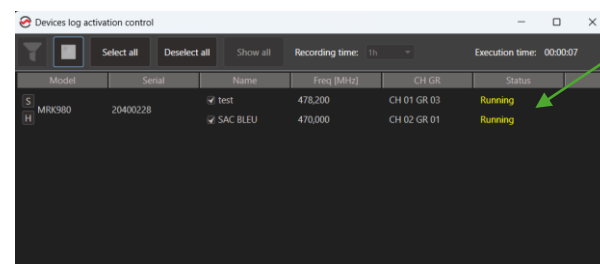 Devices log activation control
Select all Deselect all Show all Recording time: 1h Execution time: 00:00:07
Model Serial Name Freq [MHz] CH GR Status
S MRK980 20400228 test 478,200 CH 01 GR 03 Running
H SAC BLEU 470,000 CH 02 GR 01 Running